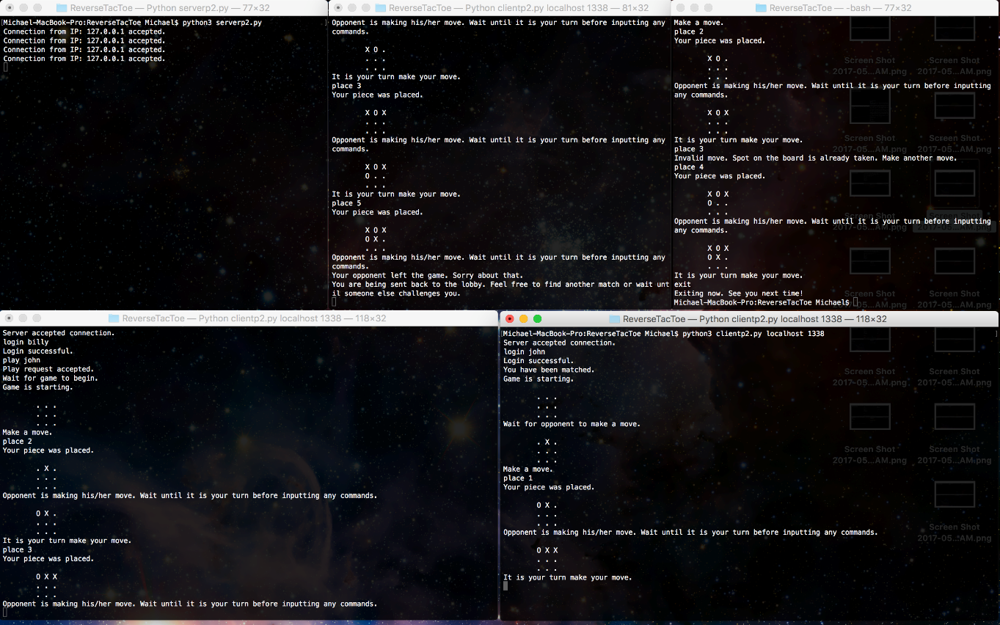 ReverseTacToe — Python serverp2.py — 77×32
[Michael-MacBook-Pro:ReverseTacToe Michael$ python3 serverp2.py ]
Connection from IP: 127.0.0.1 accepted.
Connection from IP: 127.0.0.1 accepted.
Connection from IP: 127.0.0.1 accepted.
Connection from IP: 127.0.0.1 accepted.
ReverseTacToe — Python clientp2.py localhost 1338 — 81×32
Opponent is making his/her move. Wait until it is your turn before inputting any
commands.
X O .
. . .
. . .
It is your turn make your move.
place 3
Your piece was placed.
X O X
. . .
. . .
Opponent is making his/her move. Wait until it is your turn before inputting any
commands.
X O X
O . .
. . .
It is your turn make your move.
place 5
Your piece was placed.
X O X
O X .
. . .
Opponent is making his/her move. Wait until it is your turn before inputting any
commands.
Your opponent left the game. Sorry about that.
You are being sent back to the lobby. Feel free to find another match or wait unt
il someone else challenges you.
ReverseTacToe — -bash — 77×32
Make a move.
place 2
Your piece was placed.
X O .
. . .
. . .
Opponent is making his/her move. Wait until it is your turn before inputting
any commands.
X O X
. . .
. . .
It is your turn make your move.
place 3
Invalid move. Spot on the board is already taken. Make another move.
place 4
Your piece was placed.
X O X
O . .
. . .
Opponent is making his/her move. Wait until it is your turn before inputting
any commands.
X O X
O X .
. . .
It is your turn make your move.
exit
Exiting now. See you next time!
Michael-MacBook-Pro:ReverseTacToe Michael$
Screen Shot
2017-05...AM.png
Screen Shot
2017-05...AM.png
Screen Shot
2017-05...AM.png
Screen Shot
2017-05...AM.png
Screen Shot
2017-05...AM.png
Screen Shot
2017-05...AM.png
Screen Shot
2017-05...AM.png
Screen Shot
2017-05...AM.png
ReverseTacToe — Python clientp2.py localhost 1338 — 118×32
Server accepted connection.
login billy
Login successful.
play john
Play request accepted.
Wait for game to begin.
Game is starting.
. . .
. . .
. . .
Make a move.
place 2
Your piece was placed.
. X .
. . .
. . .
Opponent is making his/her move. Wait until it is your turn before inputting any commands.
O X .
. . .
. . .
It is your turn make your move.
place 3
Your piece was placed.
O X X
. . .
. . .
Opponent is making his/her move. Wait until it is your turn before inputting any commands.
ReverseTacToe — Python clientp2.py localhost 1338 — 118×32
[Michael-MacBook-Pro:ReverseTacToe Michael$ python3 clientp2.py localhost 1338 ]
Server accepted connection.
login john
Login successful.
You have been matched.
Game is starting.
. . .
. . .
. . .
Wait for opponent to make a move.
. X .
. . .
. . .
Make a move.
place 1
Your piece was placed.
O X .
. . .
. . .
Opponent is making his/her move. Wait until it is your turn before inputting any commands.
O X X
. . .
. . .
It is your turn make your move.
Screen Shot
2017-05...AM.png
Screen Shot
2017-05...AM.png
Screen Shot
2017-05...AM.png
Screen Shot
2017-05...AM.png
Screen Shot
2017-05...AM.png